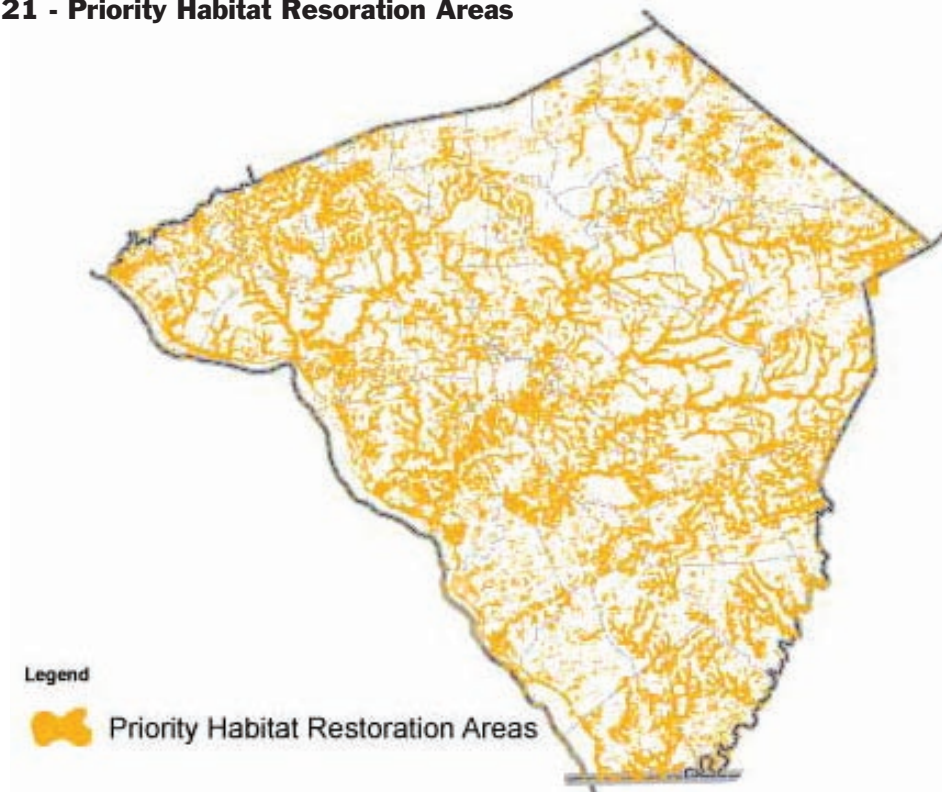 21 - Priority Habitat Resoration Areas
Legend
Priority Habitat Restoration Areas